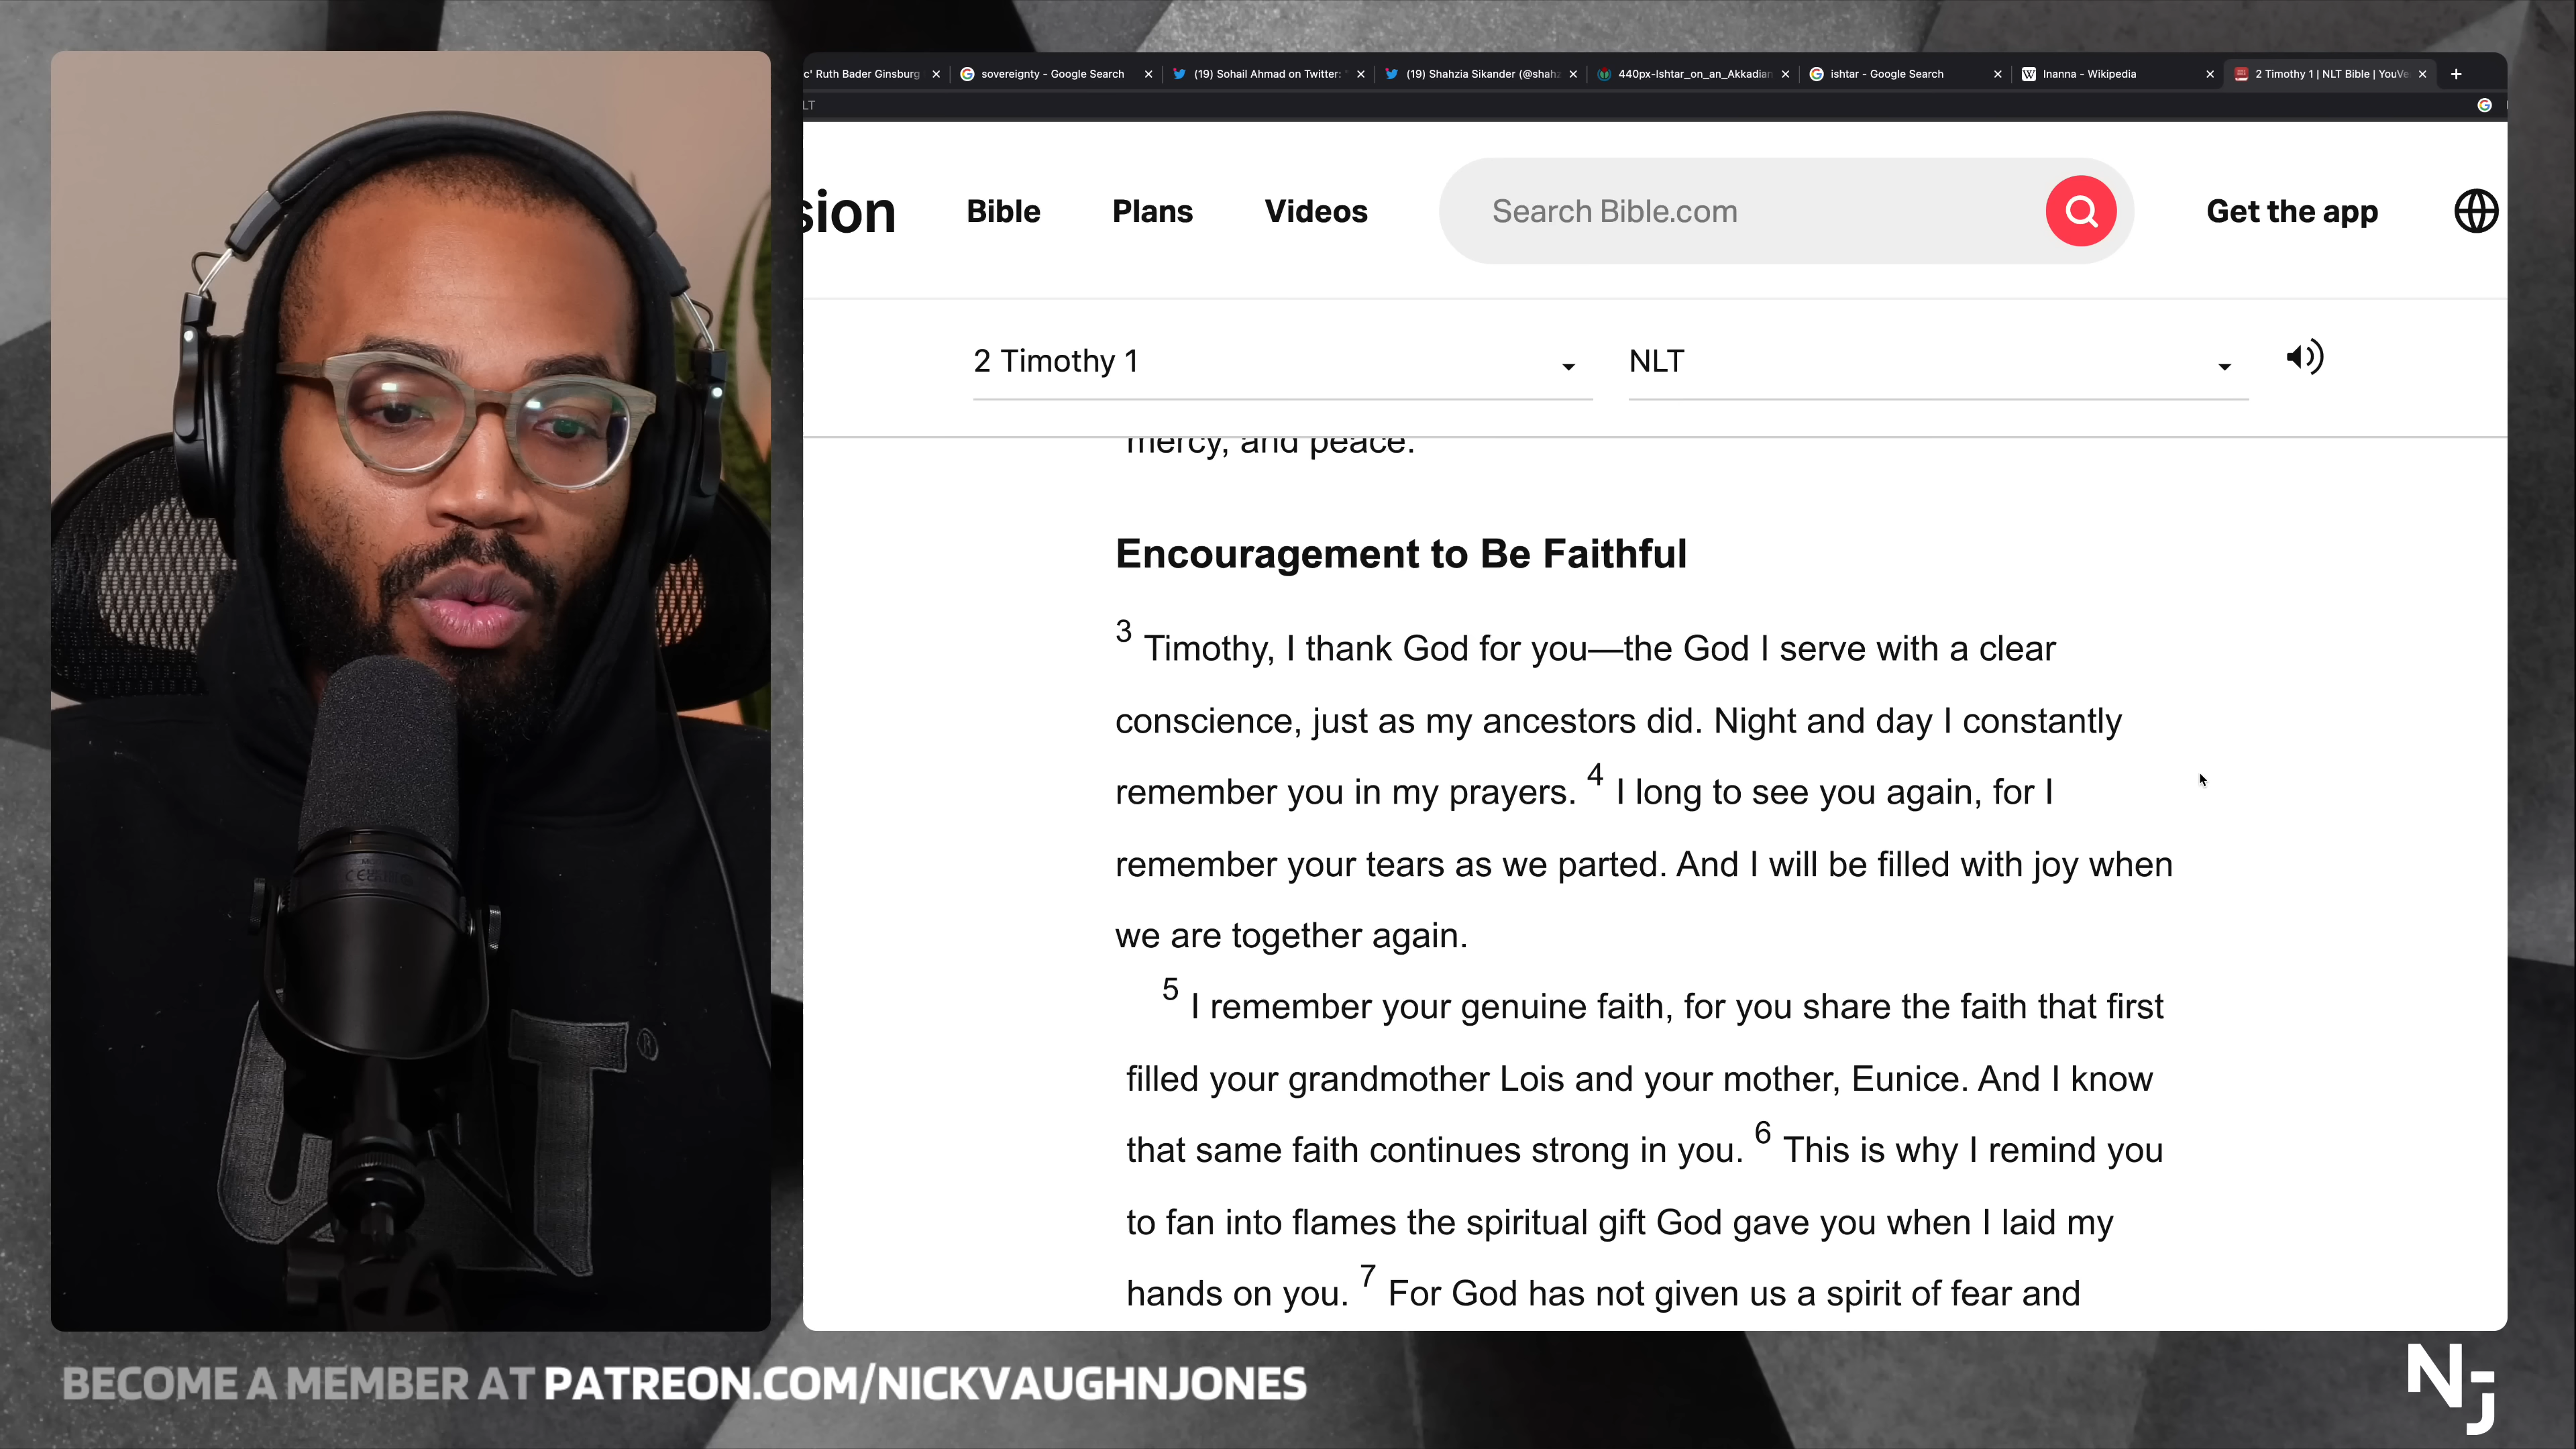 c' Ruth Bader Ginsburg
sovereignty - Google Search
(19) Sohail Ahmad on Twitter: "
(19) Shahzia Sikander (@shahz
440px-Ishtar_on_an_Akkadian
ishtar - Google Search
Inanna - Wikipedia
2 Timothy 1 | NLT Bible | YouVe
LT
sion
Bible
Plans
Videos
Search Bible.com
Get the app
2 Timothy 1
NLT
mercy, and peace.
Encouragement to Be Faithful
3 Timothy, I thank God for you—the God I serve with a clear
conscience, just as my ancestors did. Night and day I constantly
remember you in my prayers. 4 I long to see you again, for I
remember your tears as we parted. And I will be filled with joy when
we are together again.
5 I remember your genuine faith, for you share the faith that first
filled your grandmother Lois and your mother, Eunice. And I know
that same faith continues strong in you. 6 This is why I remind you
to fan into flames the spiritual gift God gave you when I laid my
hands on you. 7 For God has not given us a spirit of fear and
BECOME A MEMBER AT PATREON.COM/NICKVAUGHNJONES
NJ